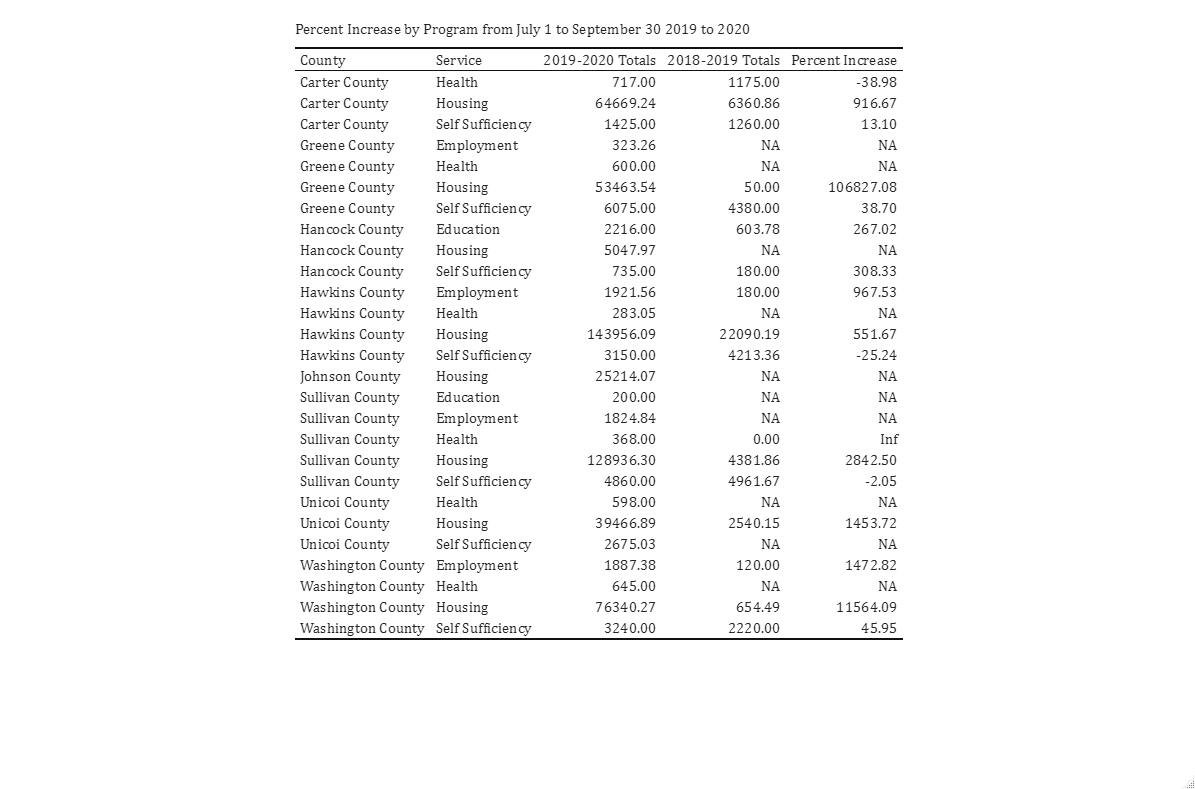 Percent Increase by Program from July 1 to September 30 2019 to 2020
County Service 2019-2020 Totals 2018-2019 Totals Percent Increase
Carter County Health 717.00 1175.00 -38.98
Carter County Housing 64669.24 6360.86 916.67
Carter County Self Sufficiency 1425.00 1260.00 13.10
Greene County Employment 323.26 NA NA
Greene County Health 600.00 NA NA
Greene County Housing 53463.54 50.00 106827.08
Greene County Self Sufficiency 6075.00 4380.00 38.70
Hancock County Education 2216.00 603.78 267.02
Hancock County Housing 5047.97 NA NA
Hancock County Self Sufficiency 735.00 180.00 308.33
Hawkins County Employment 1921.56 180.00 967.53
Hawkins County Health 283.05 NA NA
Hawkins County Housing 143956.09 22090.19 551.67
Hawkins County Self Sufficiency 3150.00 4213.36 -25.24
Johnson County Housing 25214.07 NA NA
Sullivan County Education 200.00 NA NA
Sullivan County Employment 1824.84 NA NA
Sullivan County Health 368.00 0.00 Inf
Sullivan County Housing 128936.30 4381.86 2842.50
Sullivan County Self Sufficiency 4860.00 4961.67 -2.05
Unicoi County Health 598.00 NA NA
Unicoi County Housing 39466.89 2540.15 1453.72
Unicoi County Self Sufficiency 2675.03 NA NA
Washington County Employment 1887.38 120.00 1472.82
Washington County Health 645.00 NA NA
Washington County Housing 76340.27 654.49 11564.09
Washington County Self Sufficiency 3240.00 2220.00 45.95